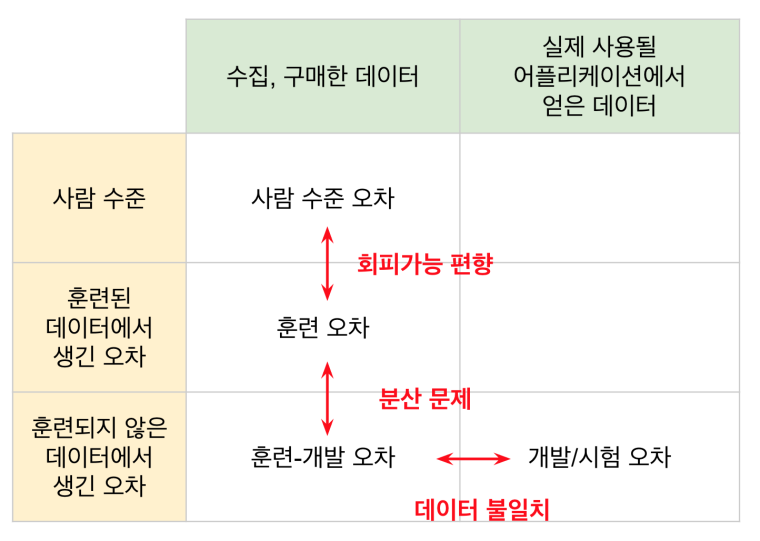 수집, 구매한 데이터
실제 사용될
어플리케이션에서
얻은 데이터
사람 수준
사람 수준 오차
회피가능 편향
훈련된
데이터에서
생긴 오차
훈련 오차
분산 문제
훈련되지 않은
데이터에서
생긴 오차
훈련-개발 오차
개발/시험 오차
데이터 불일치